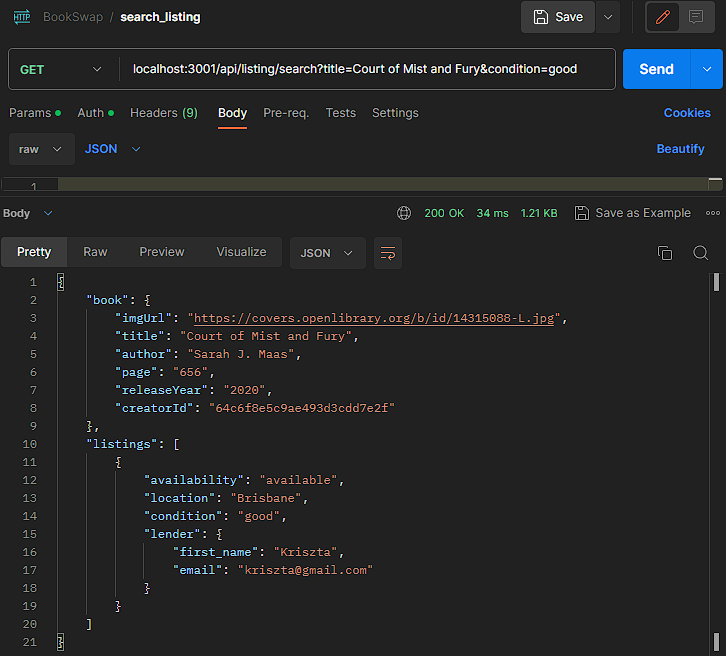 HTTP BookSwap / search_listing Save
GET localhost:3001/api/listing/search?title=Court of Mist and Fury&condition=good Send
Params Auth Headers (9) Body Pre-req. Tests Settings Cookies
raw JSON Beautify
1
Body 200 OK 34 ms 1.21 KB Save as Example
Pretty Raw Preview Visualize JSON
1 {
2 "book": {
3 "imgUrl": "https://covers.openlibrary.org/b/id/14315088-L.jpg",
4 "title": "Court of Mist and Fury",
5 "author": "Sarah J. Maas",
6 "page": "656",
7 "releaseYear": "2020",
8 "creatorId": "64c6f8e5c9ae493d3cdd7e2f"
9 },
10 "listings": [
11 {
12 "availability": "available",
13 "location": "Brisbane",
14 "condition": "good",
15 "lender": {
16 "first_name": "Kriszta",
17 "email": "kriszta@gmail.com"
18 }
19 }
20 ]
21 }